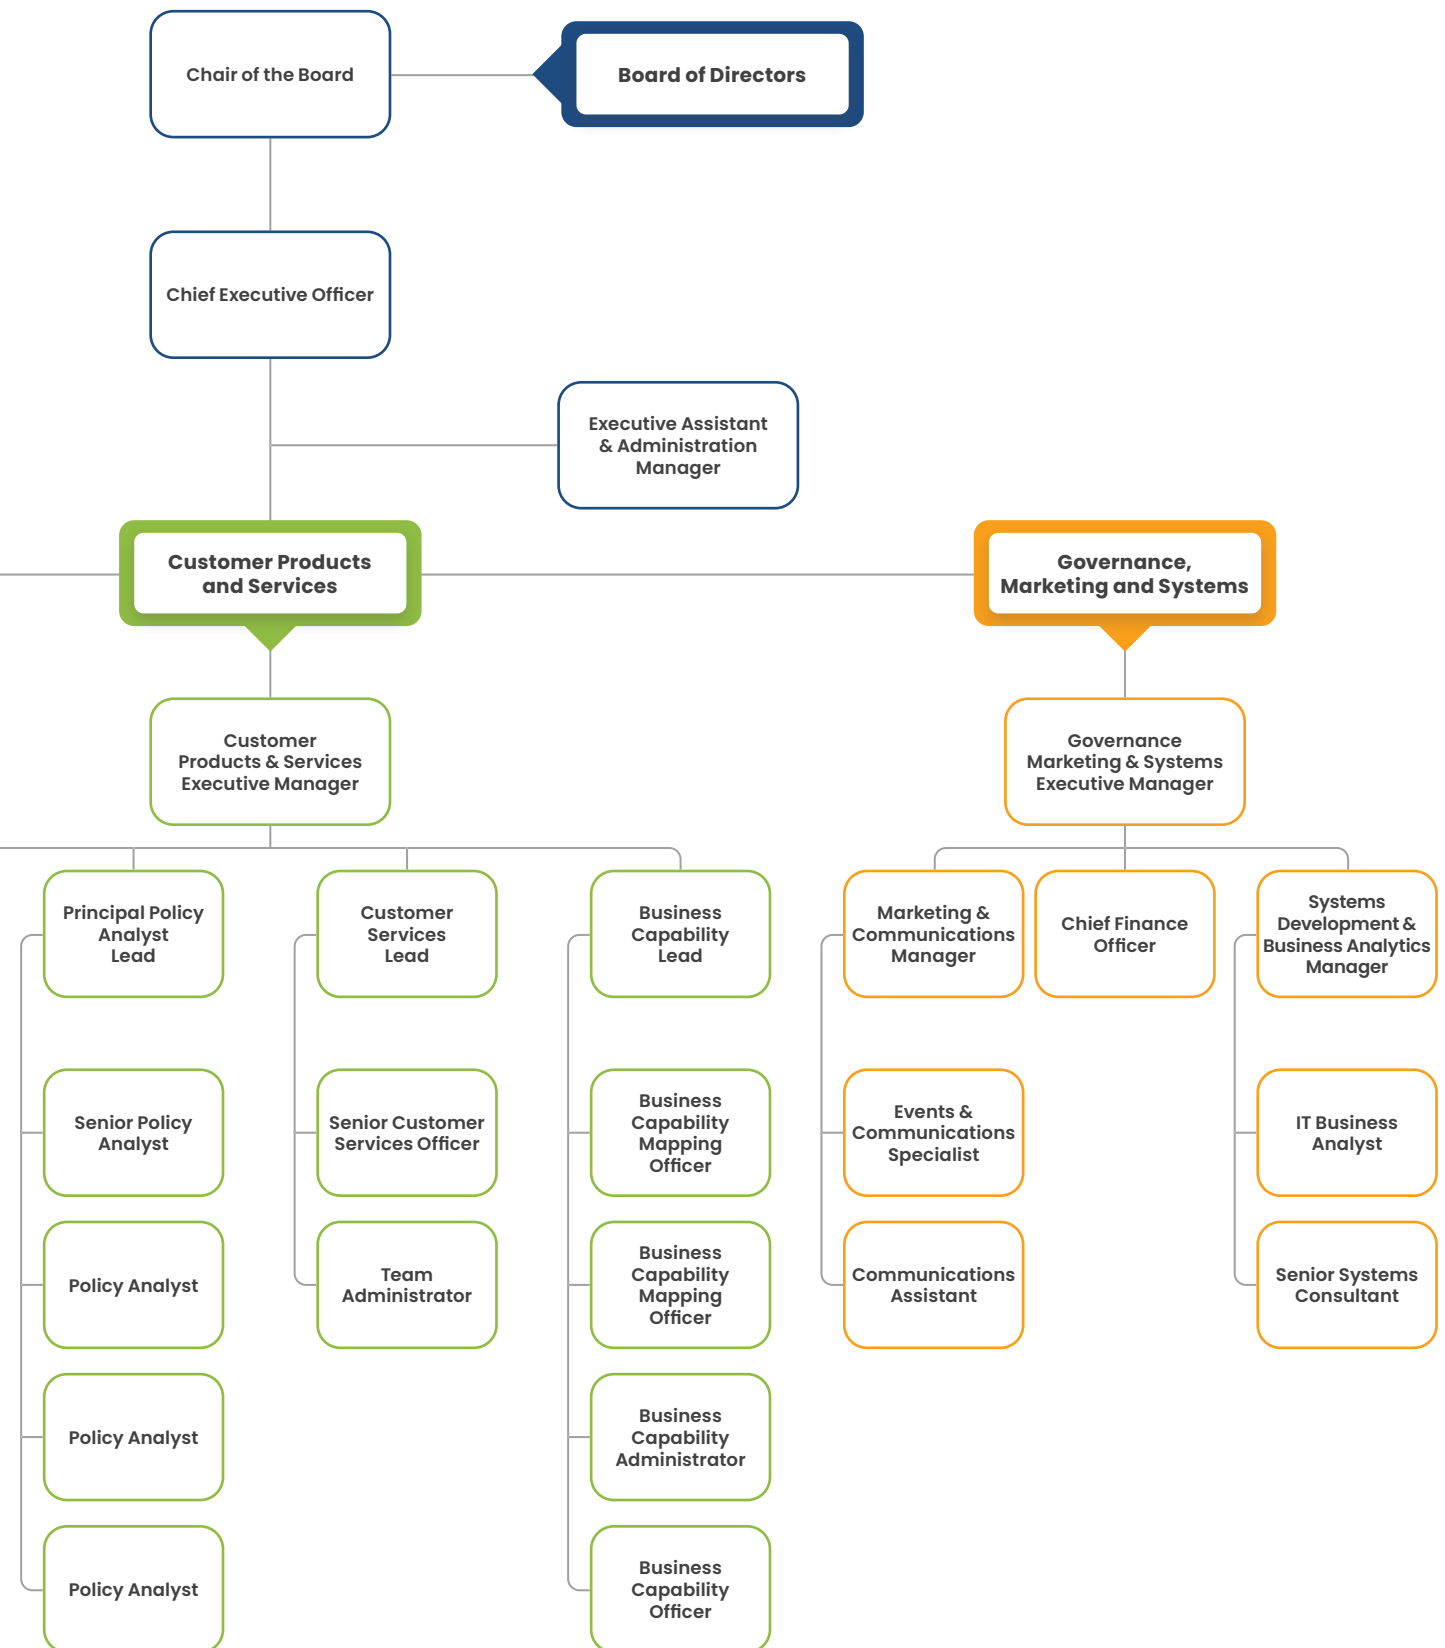 Chair of the Board
Board of Directors
Chief Executive Officer
Executive Assistant
& Administration
Manager
Customer Products
and Services
Governance,
Marketing and Systems
Customer
Products & Services
Executive Manager
Governance
Marketing & Systems
Executive Manager
Principal Policy
Analyst
Lead
Customer
Services
Lead
Business
Capability
Lead
Marketing &
Communications
Manager
Chief Finance
Officer
Systems
Development &
Business Analytics
Manager
Senior Policy
Analyst
Senior Customer
Services Officer
Business
Capability
Mapping
Officer
Events &
Communications
Specialist
IT Business
Analyst
Policy Analyst
Team
Administrator
Business
Capability
Mapping
Officer
Communications
Assistant
Senior Systems
Consultant
Policy Analyst
Business
Capability
Administrator
Policy Analyst
Business
Capability
Officer